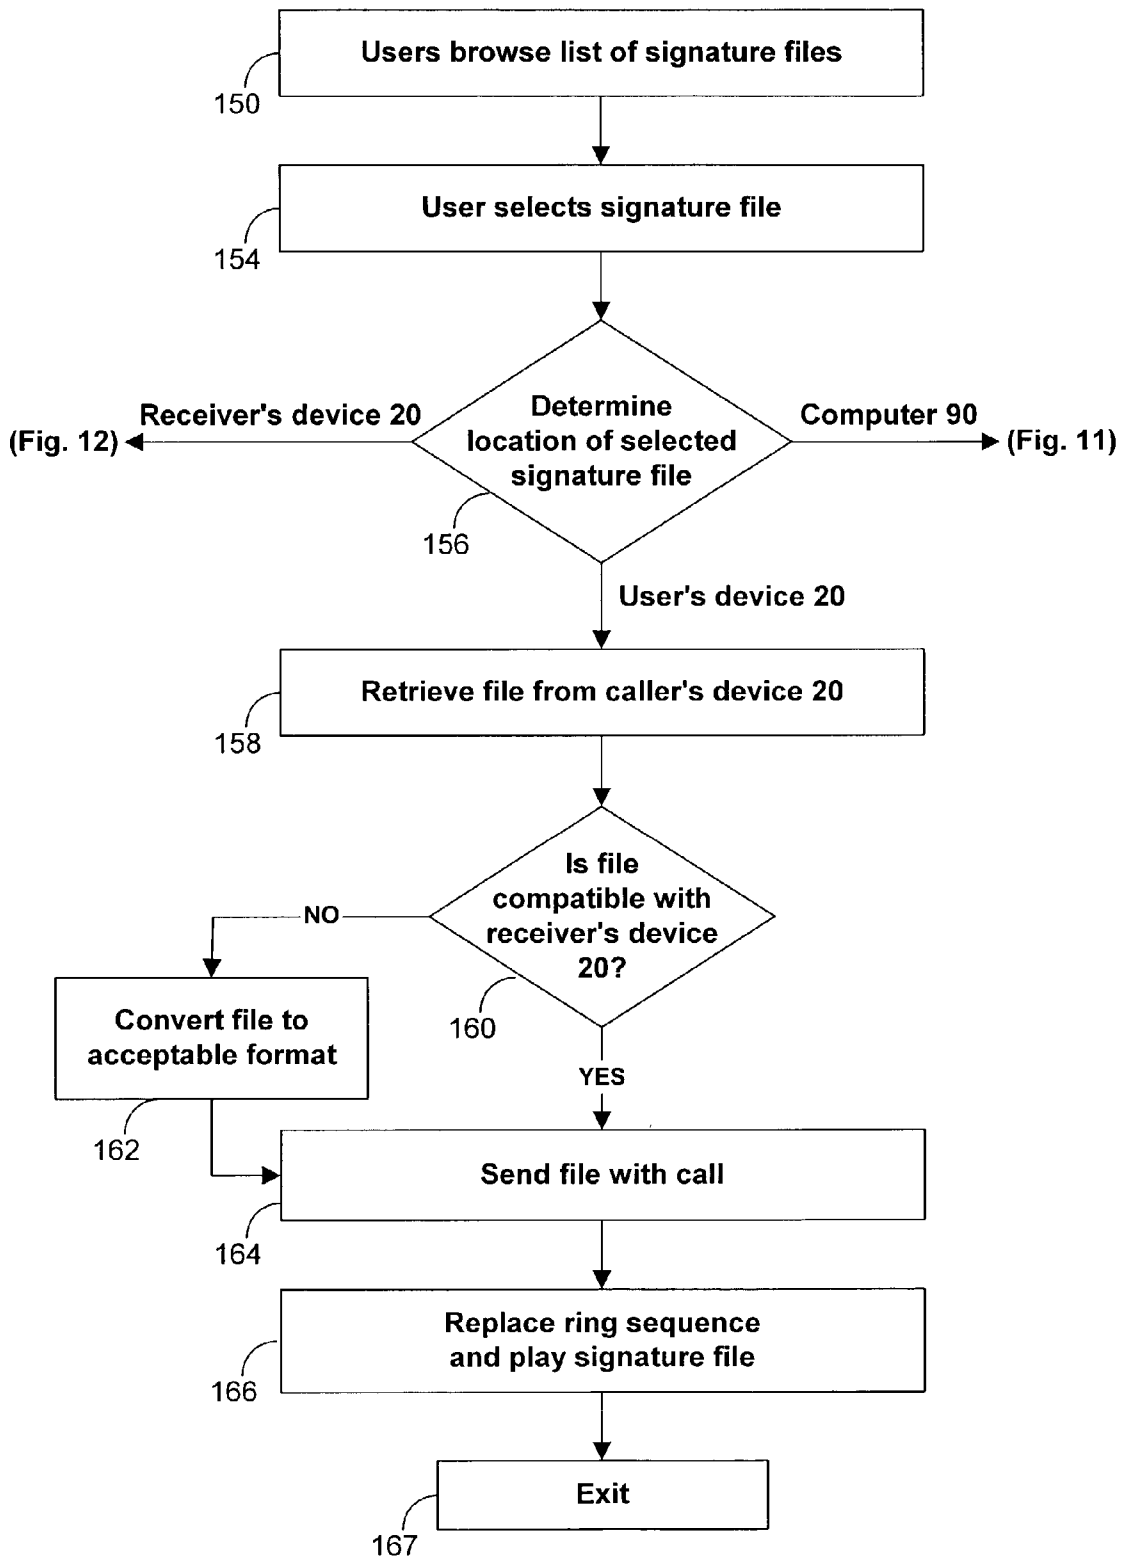 Users browse list of signature files
150
User selects signature file
154
Receiver's device 20
(Fig. 12)
Determine
location of selected
signature file
Computer 90
(Fig. 11)
156
User's device 20
Retrieve file from caller's device 20
158
Is file
compatible with
receiver's device
20?
NO
160
Convert file to
acceptable format
YES
162
Send file with call
164
Replace ring sequence
and play signature file
166
Exit
167